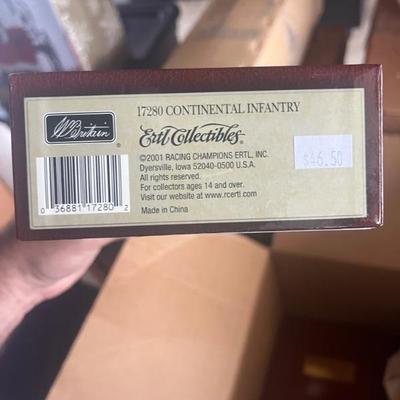 17280 CONTINENTAL INFANTRY
W Britain
Ertl Collectibles®
$46.50
©2001 RACING CHAMPIONS ERTL, INC.
Dyersville, Iowa 52040-0500 U.S.A.
All rights reserved.
For collectors ages 14 and over.
Visit our website at www.rcertl.com
Made in China
0 36881 17280 2